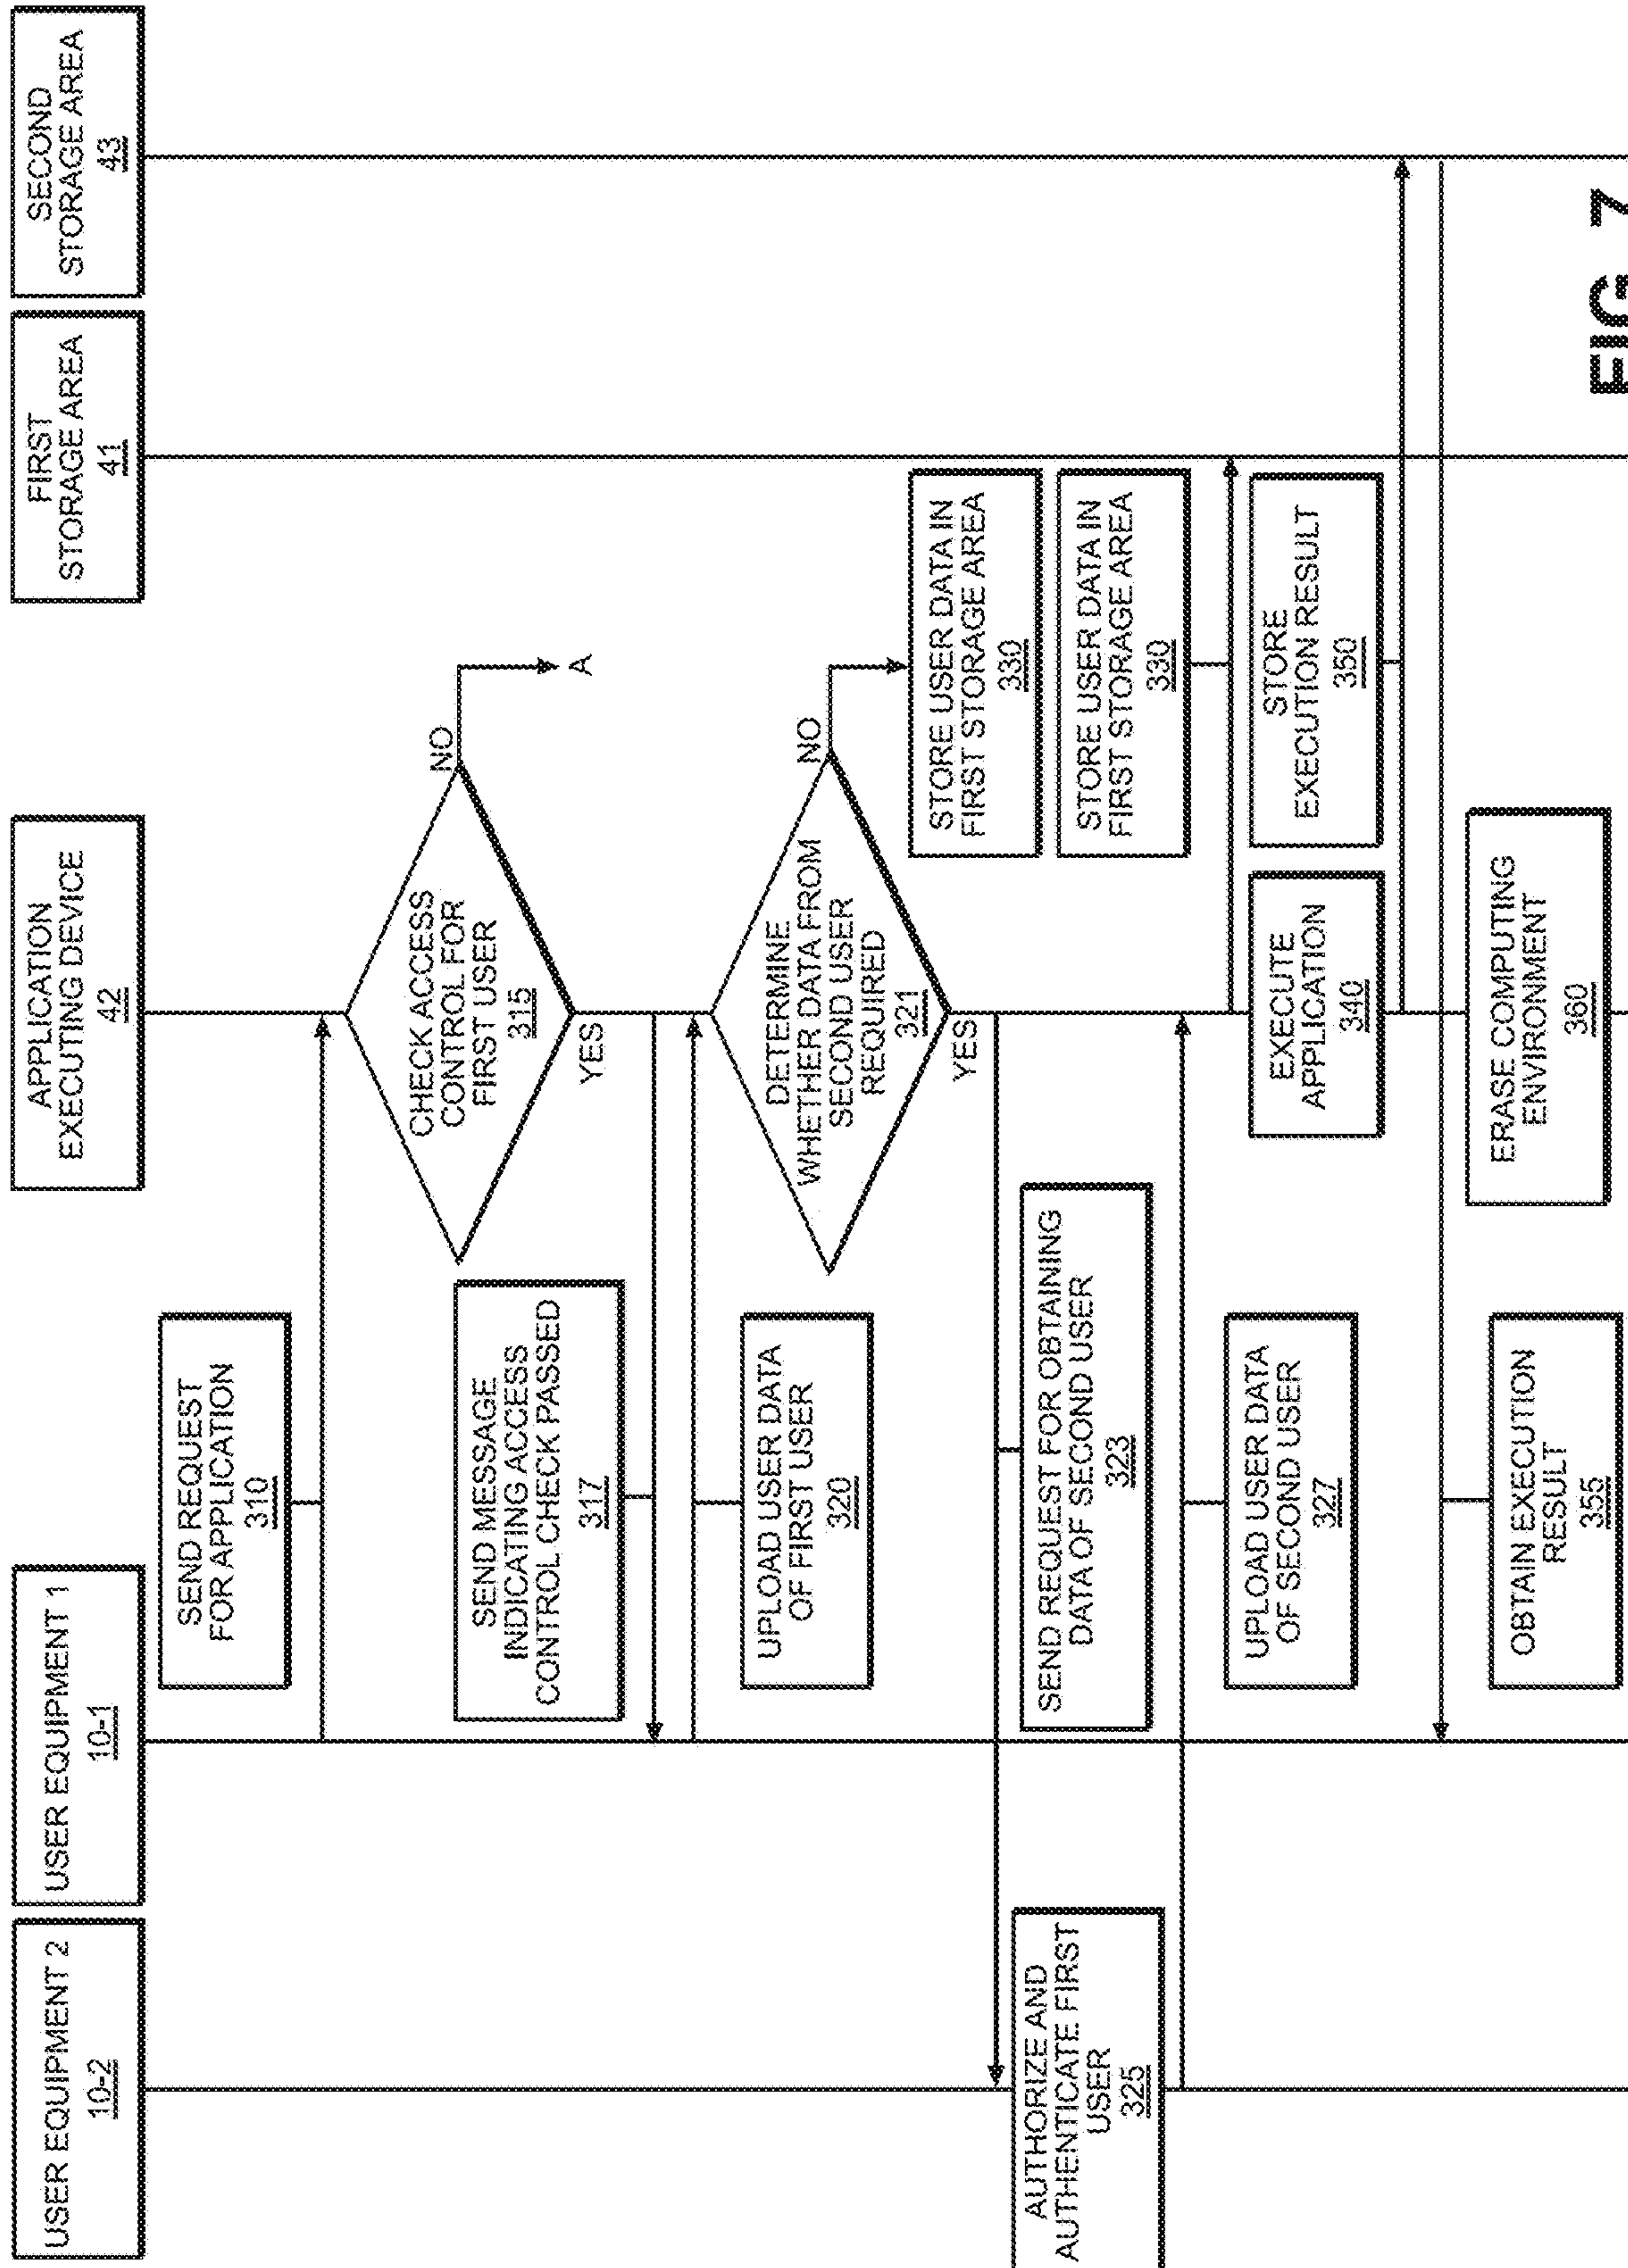 USER EQUIPMENT 2
10-2
USER EQUIPMENT 1
10-1
APPLICATION
EXECUTING DEVICE
42
FIRST
STORAGE AREA
41
SECOND
STORAGE AREA
43
SEND REQUEST
FOR APPLICATION
310
CHECK ACCESS
CONTROL FOR
FIRST USER
315
NO
A
YES
SEND MESSAGE
INDICATING ACCESS
CONTROL CHECK PASSED
317
UPLOAD USER DATA
OF FIRST USER
320
DETERMINE
WHETHER DATA FROM
SECOND USER
REQUIRED
321
NO
YES
STORE USER DATA IN
FIRST STORAGE AREA
330
SEND REQUEST FOR OBTAINING
DATA OF SECOND USER
323
AUTHORIZE AND
AUTHENTICATE FIRST
USER
325
STORE USER DATA IN
FIRST STORAGE AREA
330
UPLOAD USER DATA
OF SECOND USER
327
EXECUTE
APPLICATION
340
STORE
EXECUTION RESULT
350
OBTAIN EXECUTION
RESULT
355
ERASE COMPUTING
ENVIRONMENT
360
FIG. 7